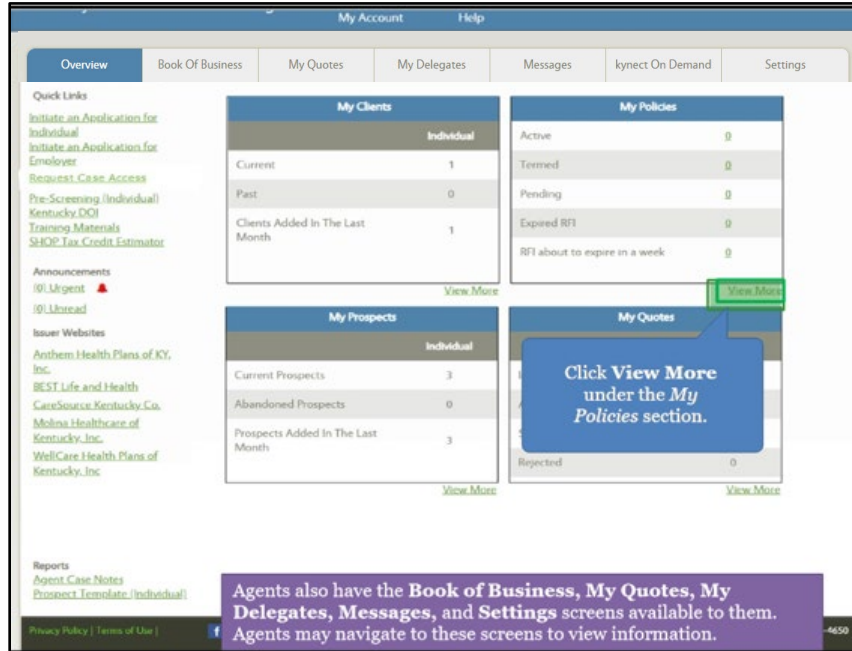 My Account Help
Overview Book Of Business My Quotes My Delegates Messages kynect On Demand Settings
Quick Links
Initiate an Application for
Individual
Initiate an Application for
Employer
Request Case Access
Pre-Screening (Individual)
Kentucky DOI
Training Materials
SHOP Tax Credit Estimator
Announcements
(0) Urgent
(0) Unread
Issuer Websites
Anthem Health Plans of KY,
Inc.
BEST Life and Health
CareSource Kentucky Co.
Molina Healthcare of
Kentucky, Inc.
WellCare Health Plans of
Kentucky, Inc
Reports
Agent Case Notes
Prospect Template (Individual)
My Clients
Individual
Current 1
Past 0
Clients Added In The Last
Month 1
View More
My Policies
Active 0
Termed 0
Pending 0
Expired RFI 0
RFI about to expire in a week 0
View More
My Prospects
Individual
Current Prospects 3
Abandoned Prospects 0
Prospects Added In The Last
Month 3
View More
My Quotes
Click View More
under the My
Policies section.
Rejected 0
View More
Agents also have the Book of Business, My Quotes, My
Delegates, Messages, and Settings screens available to them.
Agents may navigate to these screens to view information.
Privacy Policy | Terms of Use | f -4650